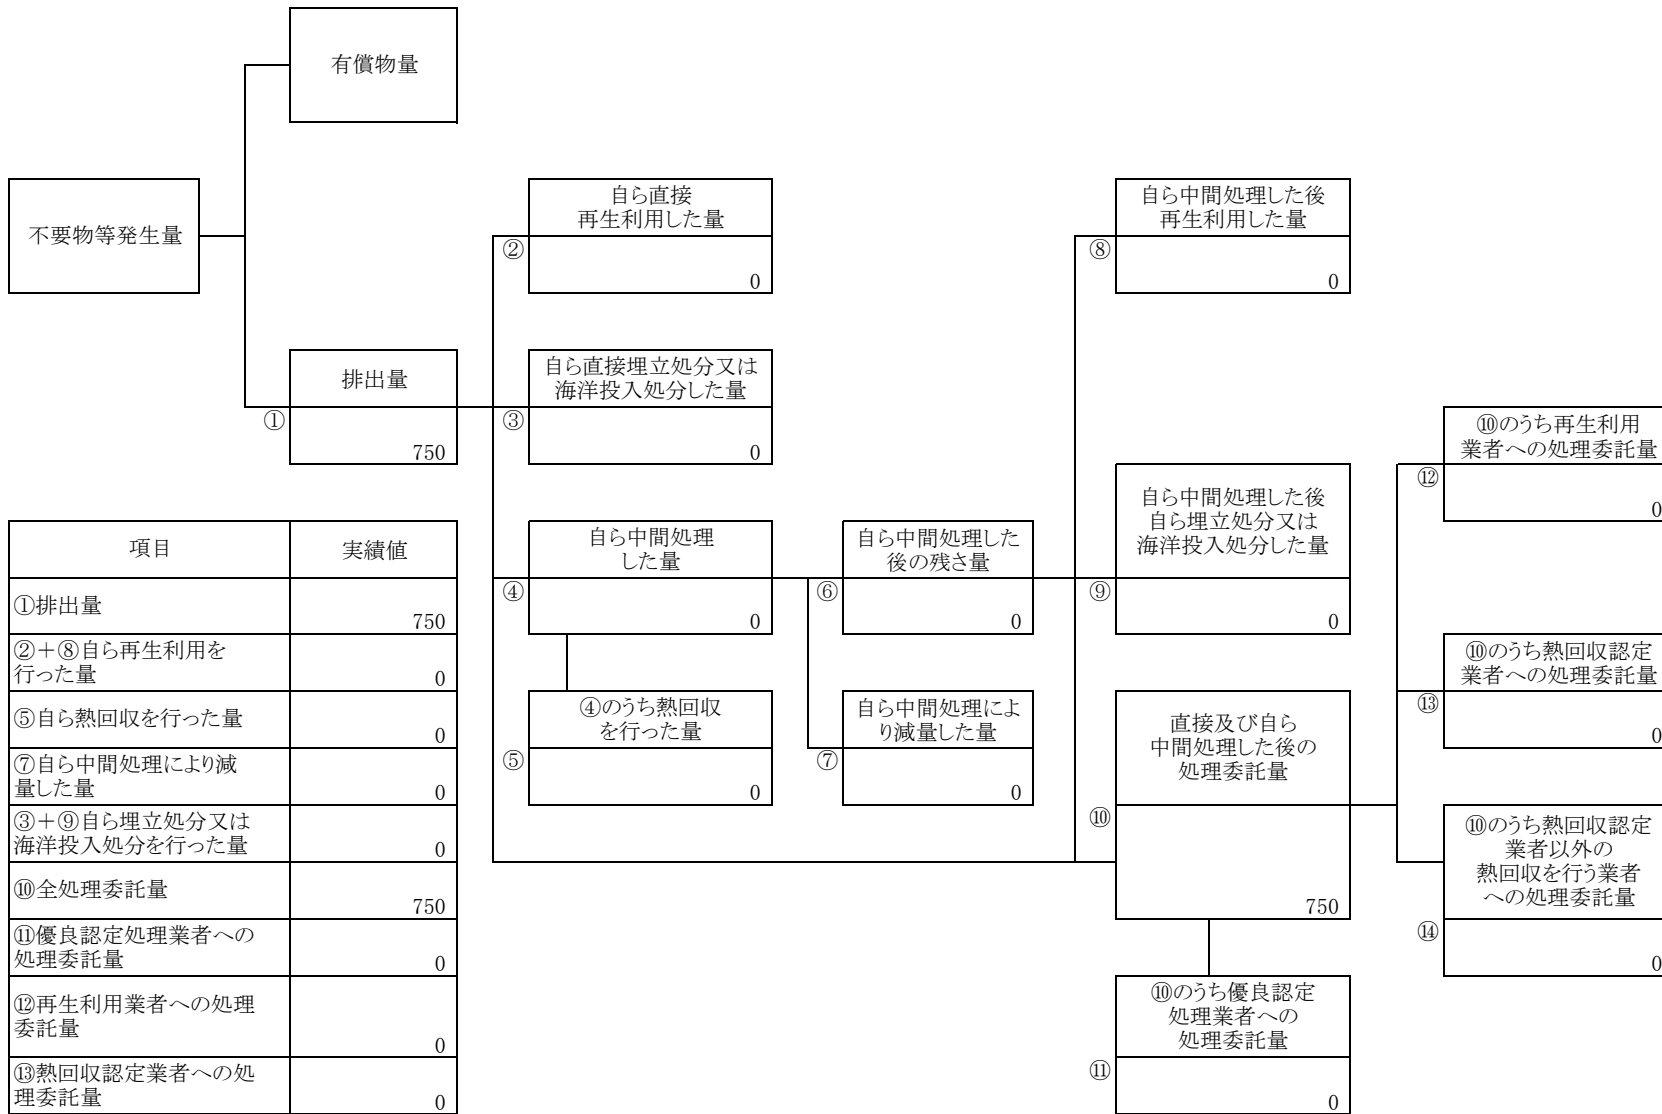 有償物量
不要物等発生量
自ら直接
再生利用した量
②
0
自ら中間処理した後
再生利用した量
⑧
0
排出量
①
750
自ら直接埋立処分又は
海洋投入処分した量
③
0
⑩のうち再生利用
業者への処理委託量
⑫
0
自ら中間処理した後
自ら埋立処分又は
海洋投入処分した量
⑨
0
自ら中間処理
した量
④
0
自ら中間処理した
後の残さ量
⑥
0
⑩のうち熱回収認定
業者への処理委託量
⑬
0
④のうち熱回収
を行った量
⑤
0
自ら中間処理によ
り減量した量
⑦
0
直接及び自ら
中間処理した後の
処理委託量
⑩
750
⑩のうち熱回収認定
業者以外の
熱回収を行う業者
への処理委託量
⑭
0
⑩のうち優良認定
処理業者への
処理委託量
⑪
0
項目 実績値
①排出量
750
②+⑧自ら再生利用を
行った量 0
⑤自ら熱回収を行った量
0
⑦自ら中間処理により減
量した量 0
③+⑨自ら埋立処分又は
海洋投入処分を行った量 0
⑩全処理委託量
750
⑪優良認定処理業者への
処理委託量 0
⑫再生利用業者への処理
委託量
0
⑬熱回収認定業者への処
理委託量 0